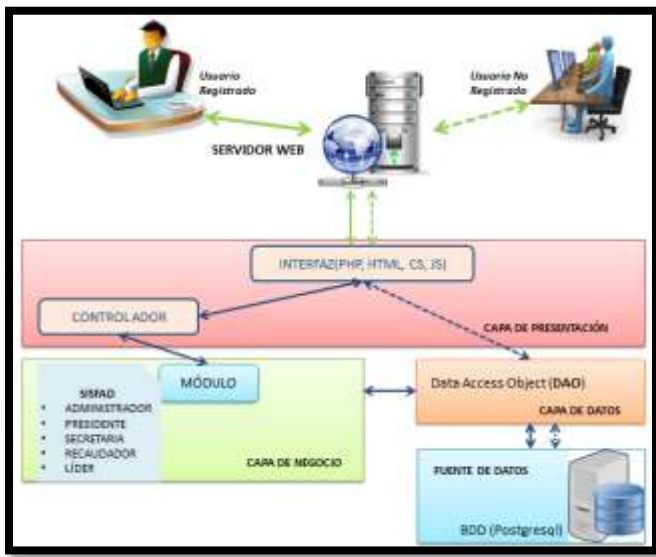 Usuario
Registrado
Usuario No
Registrado
SERVIDOR WEB
INTERFAZ(PHP, HTML, CS, JS)
CONTROLADOR
CAPA DE PRESENTACIÓN
SISFAO
• ADMINISTRADOR
• PRESIDENTE
• SECRETARIA
• RECAUDADOR
• LÍDER
MÓDULO
CAPA DE NEGOCIO
Data Access Object (DAO)
CAPA DE DATOS
FUENTE DE DATOS
BDD (Postgresql)